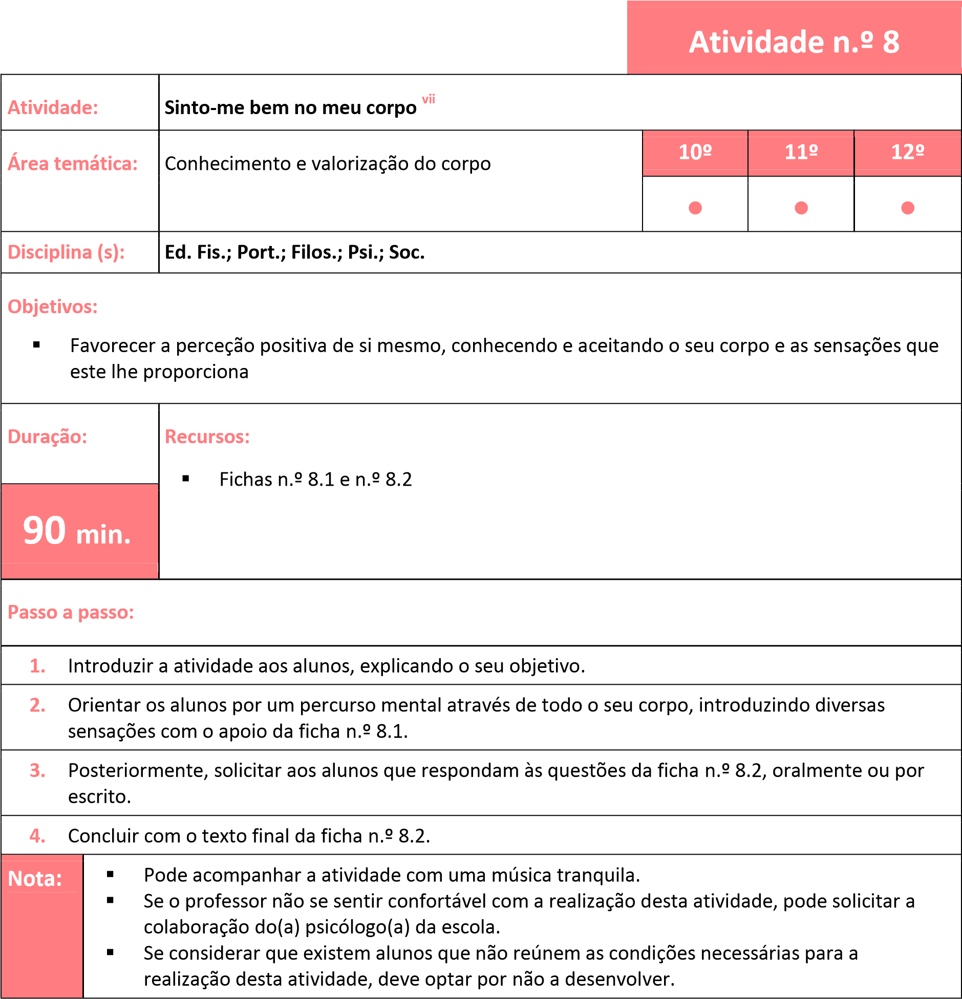 Atividade n.º 8
Atividade:
Sinto-me bem no meu corpo vii
Área temática:
Conhecimento e valorização do corpo
10º
11º
12º
Disciplina (s):
Ed. Fis.; Port.; Filos.; Psi.; Soc.
Objetivos:
▪ Favorecer a perceção positiva de si mesmo, conhecendo e aceitando o seu corpo e as sensações que
este lhe proporciona
Duração:
90 min.
Recursos:
▪ Fichas n.º 8.1 e n.º 8.2
Passo a passo:
1. Introduzir a atividade aos alunos, explicando o seu objetivo.
2. Orientar os alunos por um percurso mental através de todo o seu corpo, introduzindo diversas
sensações com o apoio da ficha n.º 8.1.
3. Posteriormente, solicitar aos alunos que respondam às questões da ficha n.º 8.2, oralmente ou por
escrito.
4. Concluir com o texto final da ficha n.º 8.2.
Nota:
▪ Pode acompanhar a atividade com uma música tranquila.
▪ Se o professor não se sentir confortável com a realização desta atividade, pode solicitar a
colaboração do(a) psicólogo(a) da escola.
▪ Se considerar que existem alunos que não reúnem as condições necessárias para a
realização desta atividade, deve optar por não a desenvolver.